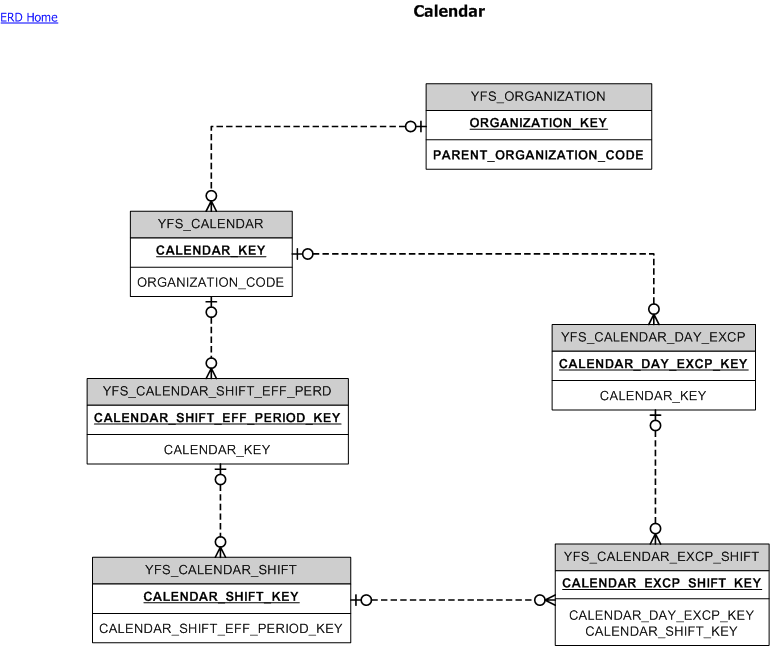 Calendar
ERD Home
YFS_ORGANIZATION
ORGANIZATION_KEY
PARENT_ORGANIZATION_CODE
YFS_CALENDAR
CALENDAR_KEY
ORGANIZATION_CODE
YFS_CALENDAR_DAY_EXCP
CALENDAR_DAY_EXCP_KEY
CALENDAR_KEY
YFS_CALENDAR_SHIFT_EFF_PERD
CALENDAR_SHIFT_EFF_PERIOD_KEY
CALENDAR_KEY
YFS_CALENDAR_SHIFT
CALENDAR_SHIFT_KEY
CALENDAR_SHIFT_EFF_PERIOD_KEY
YFS_CALENDAR_EXCP_SHIFT
CALENDAR_EXCP_SHIFT_KEY
CALENDAR_DAY_EXCP_KEY
CALENDAR_SHIFT_KEY